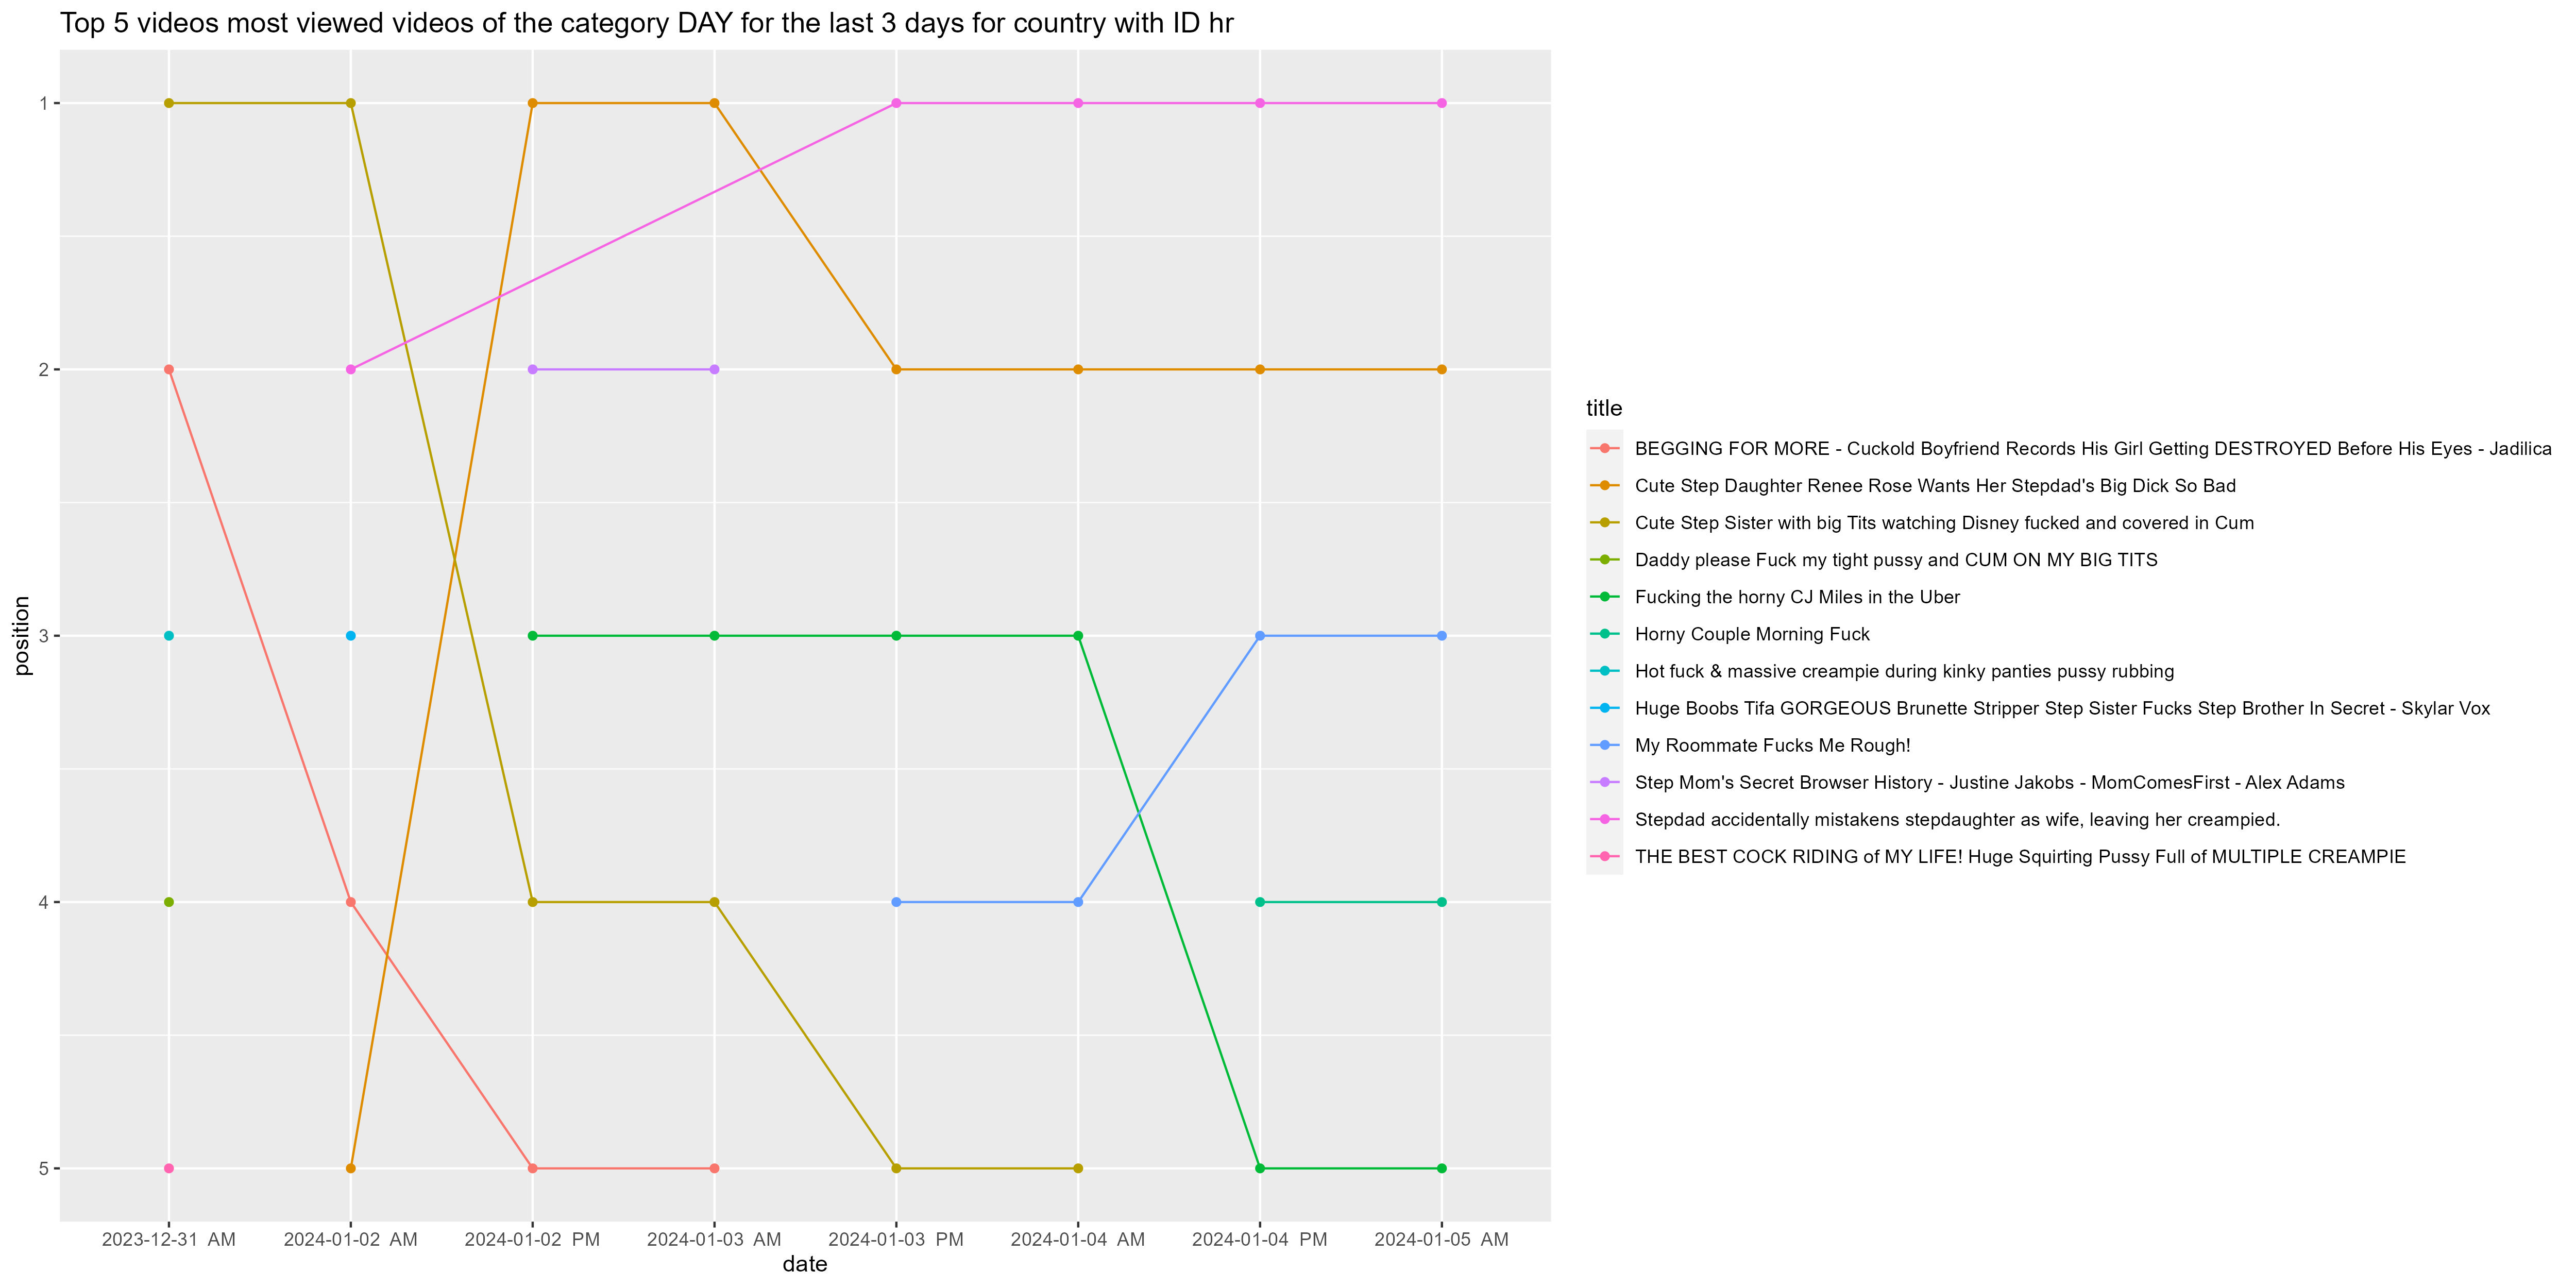 Top 5 videos most viewed videos of the category DAY for the last 3 days for country with ID hr
position
1
2
3
4
5
2023-12-31 AM
2024-01-02 AM
2024-01-02 PM
2024-01-03 AM
2024-01-03 PM
2024-01-04 AM
2024-01-04 PM
2024-01-05 AM
date
title
BEGGING FOR MORE - Cuckold Boyfriend Records His Girl Getting DESTROYED Before His Eyes - Jadilica
Cute Step Daughter Renee Rose Wants Her Stepdad's Big Dick So Bad
Cute Step Sister with big Tits watching Disney fucked and covered in Cum
Daddy please Fuck my tight pussy and CUM ON MY BIG TITS
Fucking the horny CJ Miles in the Uber
Horny Couple Morning Fuck
Hot fuck & massive creampie during kinky panties pussy rubbing
Huge Boobs Tifa GORGEOUS Brunette Stripper Step Sister Fucks Step Brother In Secret - Skylar Vox
My Roommate Fucks Me Rough!
Step Mom's Secret Browser History - Justine Jakobs - MomComesFirst - Alex Adams
Stepdad accidentally mistakens stepdaughter as wife, leaving her creampied.
THE BEST COCK RIDING of MY LIFE! Huge Squirting Pussy Full of MULTIPLE CREAMPIE